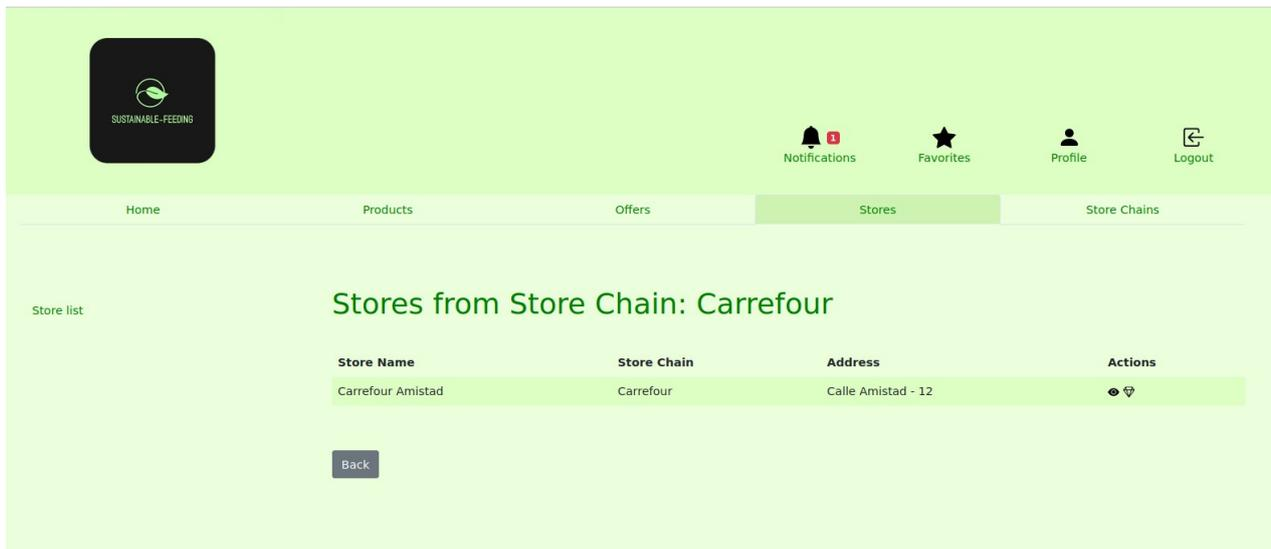 SUSTAINABLE-FEEDING
1
Notifications Favorites Profile Logout
Home Products Offers Stores Store Chains
Store list
Stores from Store Chain: Carrefour
Store Name Store Chain Address Actions
Carrefour Amistad Carrefour Calle Amistad - 12
Back